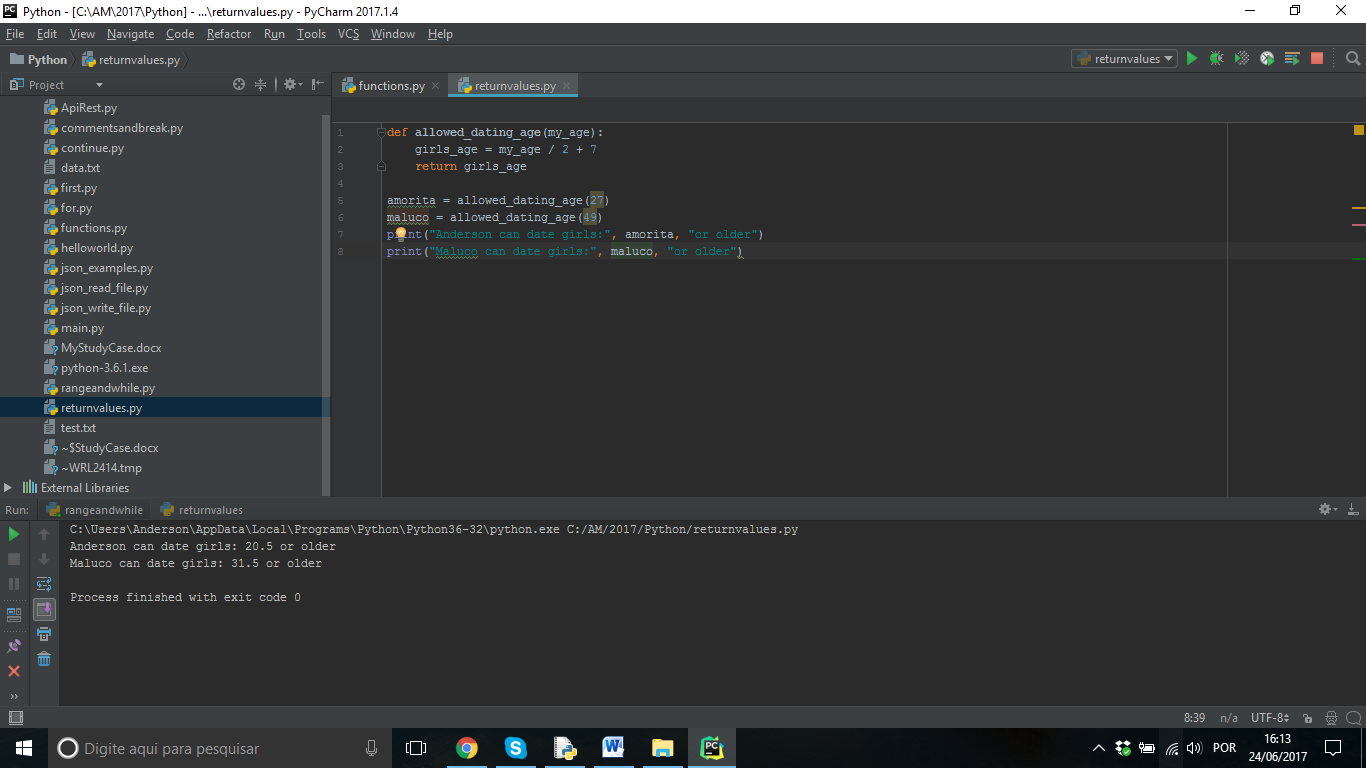 Python - [C:\AM\2017\Python] - ...\returnvalues.py - PyCharm 2017.1.4
File Edit View Navigate Code Refactor Run Tools VCS Window Help
Python returnvalues.py returnvalues
Project
functions.py returnvalues.py
ApiRest.py
commentsandbreak.py
continue.py
data.txt
first.py
for.py
functions.py
helloworld.py
json_examples.py
json_read_file.py
json_write_file.py
main.py
MyStudyCase.docx
python-3.6.1.exe
rangeandwhile.py
returnvalues.py
test.txt
~$StudyCase.docx
~WRL2414.tmp
External Libraries
1 def allowed_dating_age(my_age):
2 girls_age = my_age / 2 + 7
3 return girls_age
4
5 amorita = allowed_dating_age(27)
6 maluco = allowed_dating_age(49)
7 print("Anderson can date girls:", amorita, "or older")
8 print("Maluco can date girls:", maluco, "or older")
Run: rangeandwhile returnvalues
C:\Users\Anderson\AppData\Local\Programs\Python\Python36-32\python.exe C:/AM/2017/Python/returnvalues.py
Anderson can date girls: 20.5 or older
Maluco can date girls: 31.5 or older
Process finished with exit code 0
8:39 n/a UTF-8
Digite aqui para pesquisar
POR
16:13
24/06/2017